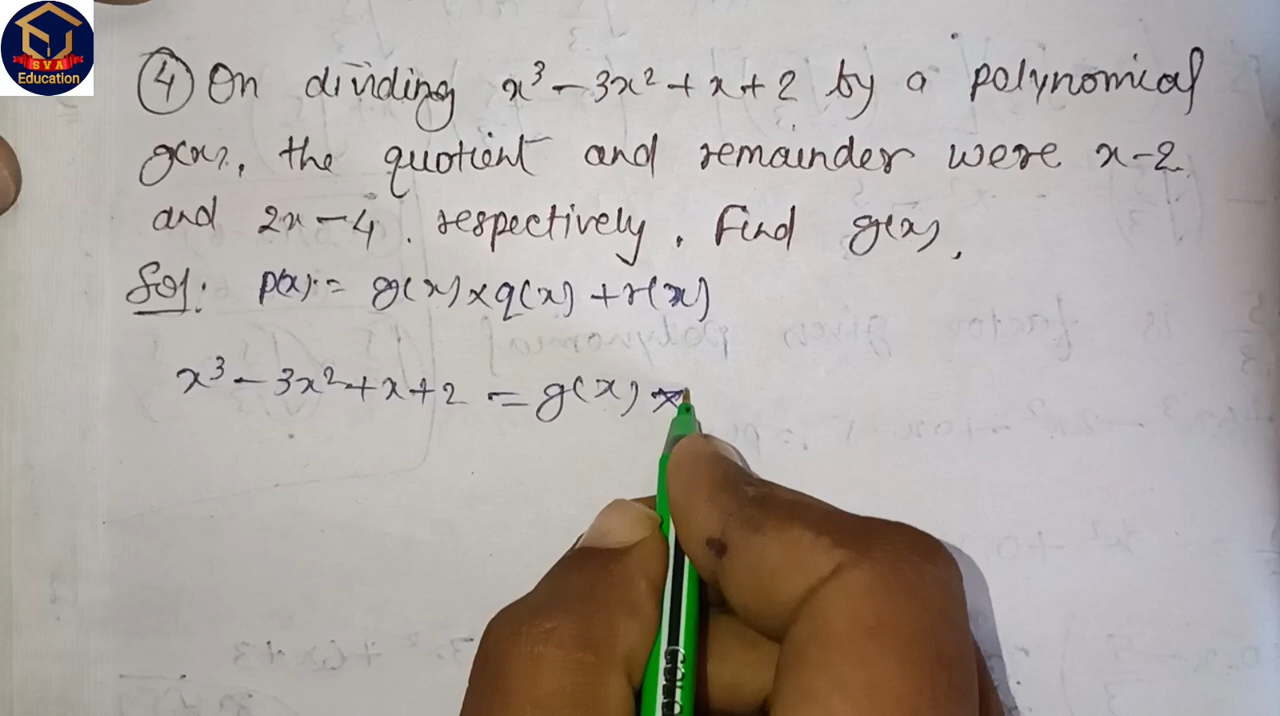 SVA
Education
④ On dividing x³ - 3x² + x + 2 by a polynomical
g(x), the quotient and remainder were x-2
and 2x - 4. respectively. Find g(x).
Sol: p(x) = g(x) × q(x) + r(x)
x³ - 3x² + x + 2 = g(x) ×